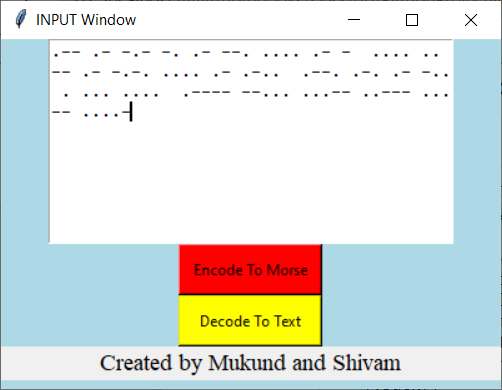 INPUT Window
.-- .- -.- -. .- --. .... .- -  .... ..
-- .- -.-. .... .- .-..  .--. .-. .- -..
. ... ....  .---- --... ...-- ..--- ...
-- ....-
Encode To Morse
Decode To Text
Created by Mukund and Shivam